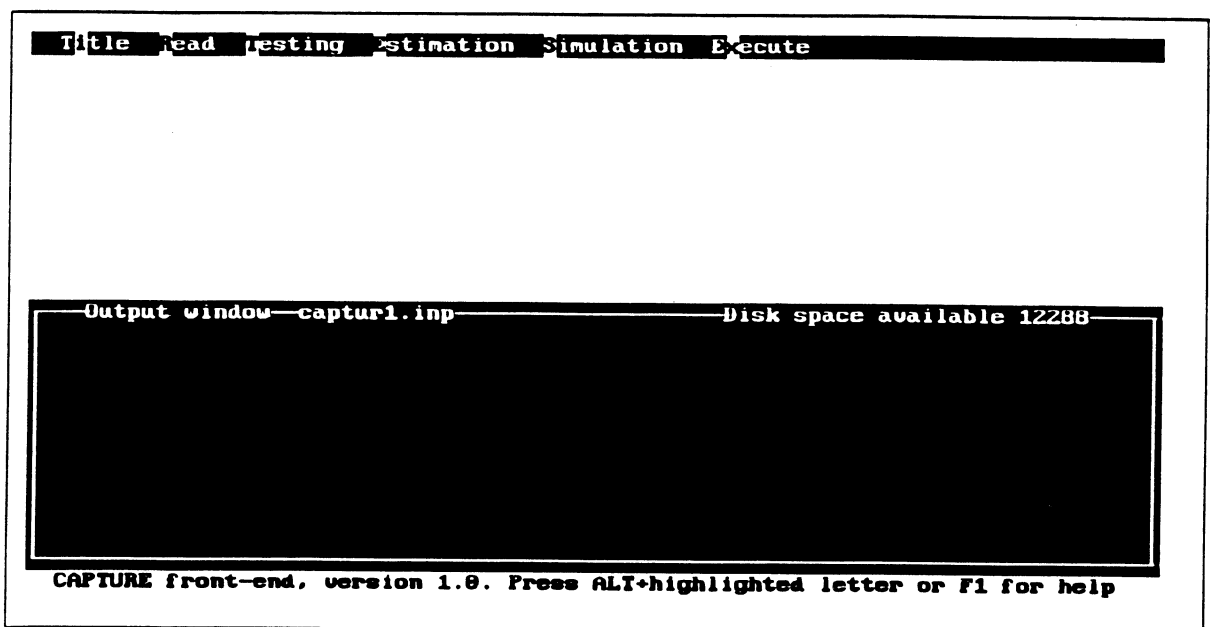 Title Read Testing Estimation Simulation Execute
Output window captur1.inp Disk space available 12288
CAPTURE front-end, version 1.0. Press ALT+highlighted letter or F1 for help